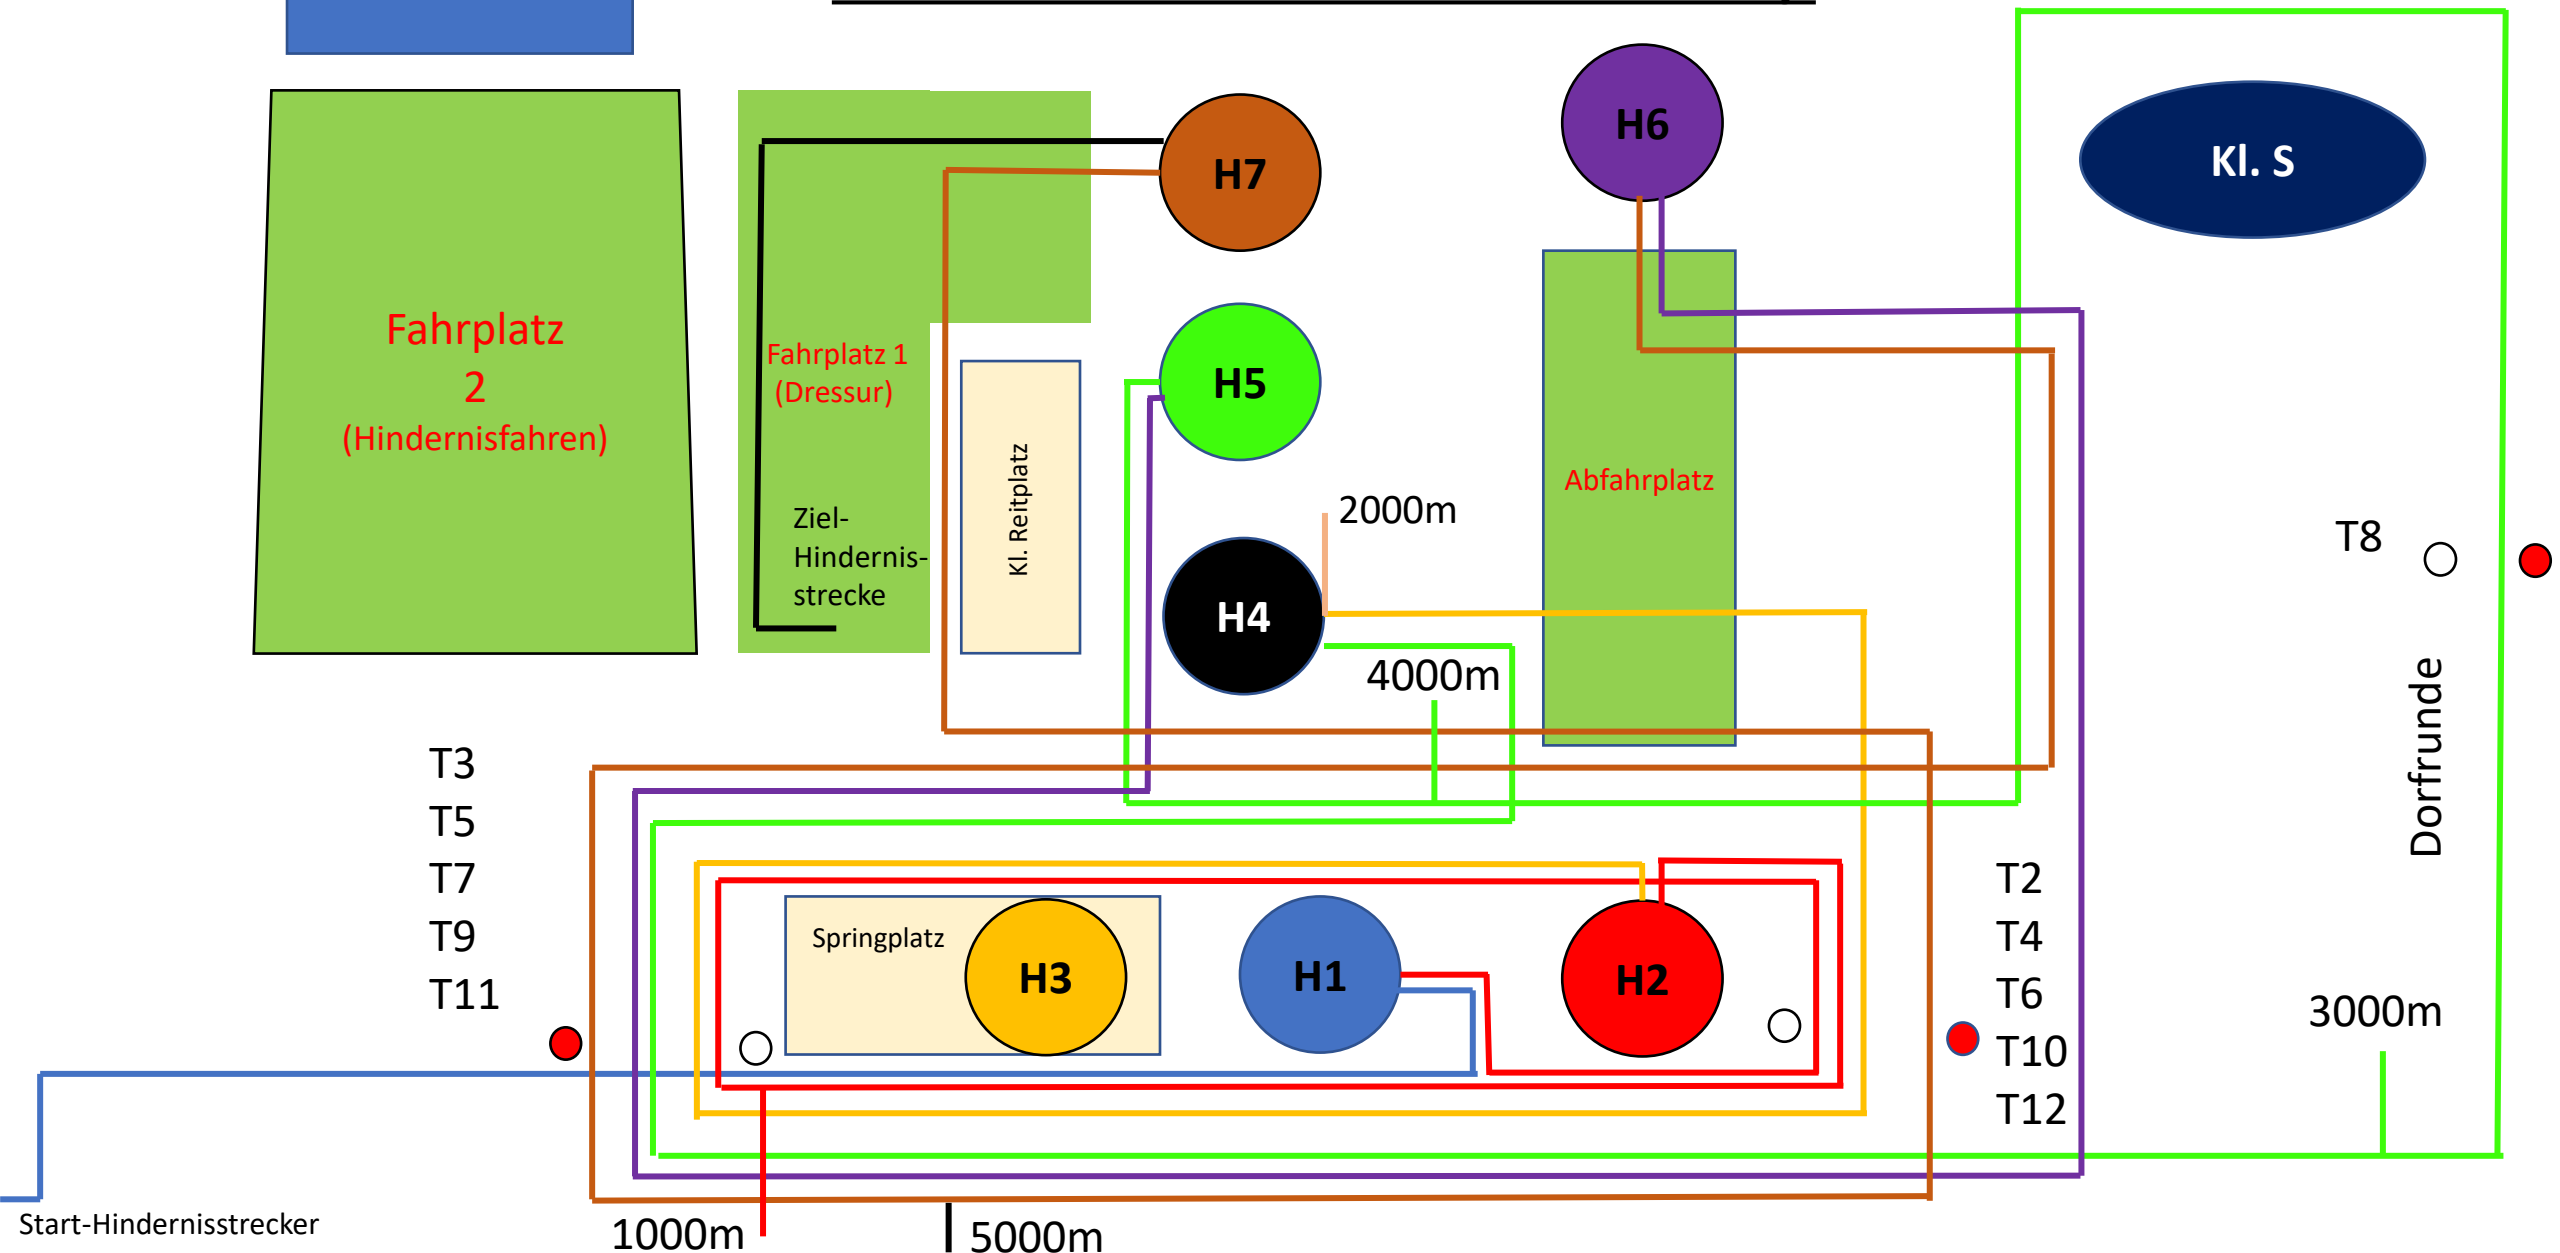 H6
Kl. S
H7
Fahrplatz
2
(Hindernisfahren)
Fahrplatz 1
(Dressur)
H5
Kl. Reitplatz
Abfahrplatz
Ziel-
Hindernis-
strecke
2000m
T8
H4
4000m
Dorfrunde
T3
T5
T7
T9
T11
Springplatz
H3
H1
H2
T2
T4
T6
T10
T12
3000m
Start-Hindernisstrecker
1000m
5000m